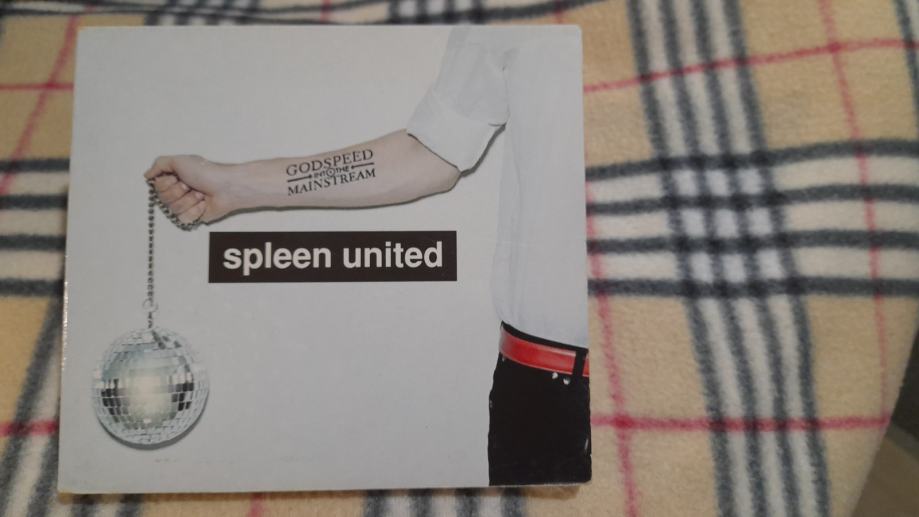 GODSPEED
INTO THE
MAINSTREAM
spleen united